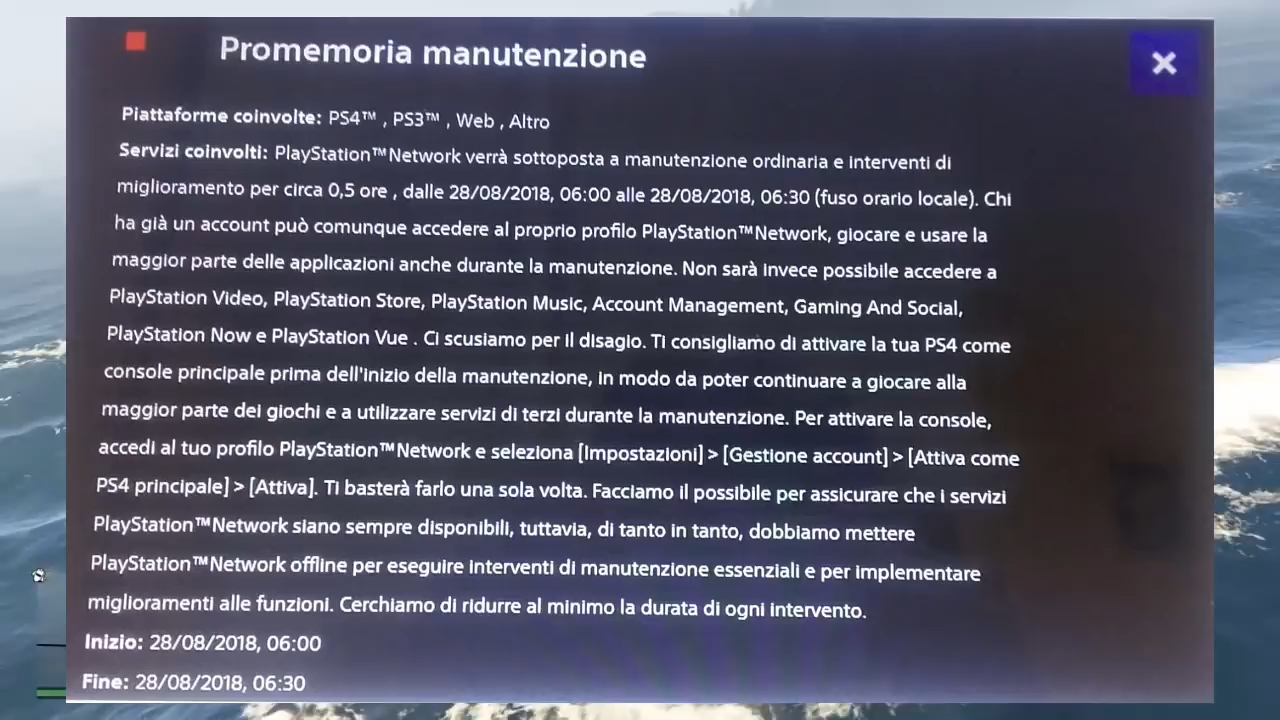 Promemoria manutenzione
Piattaforme coinvolte: PS4™ , PS3™ , Web , Altro
Servizi coinvolti: PlayStation™Network verrà sottoposta a manutenzione ordinaria e interventi di
miglioramento per circa 0,5 ore , dalle 28/08/2018, 06:00 alle 28/08/2018, 06:30 (fuso orario locale). Chi
ha già un account può comunque accedere al proprio profilo PlayStation™Network, giocare e usare la
maggior parte delle applicazioni anche durante la manutenzione. Non sarà invece possibile accedere a
PlayStation Video, PlayStation Store, PlayStation Music, Account Management, Gaming And Social,
PlayStation Now e PlayStation Vue . Ci scusiamo per il disagio. Ti consigliamo di attivare la tua PS4 come
console principale prima dell'inizio della manutenzione, in modo da poter continuare a giocare alla
maggior parte dei giochi e a utilizzare servizi di terzi durante la manutenzione. Per attivare la console,
accedi al tuo profilo PlayStation™Network e seleziona [Impostazioni] > [Gestione account] > [Attiva come
PS4 principale] > [Attiva]. Ti basterà farlo una sola volta. Facciamo il possibile per assicurare che i servizi
PlayStation™Network siano sempre disponibili, tuttavia, di tanto in tanto, dobbiamo mettere
PlayStation™Network offline per eseguire interventi di manutenzione essenziali e per implementare
miglioramenti alle funzioni. Cerchiamo di ridurre al minimo la durata di ogni intervento.
Inizio: 28/08/2018, 06:00
Fine: 28/08/2018, 06:30